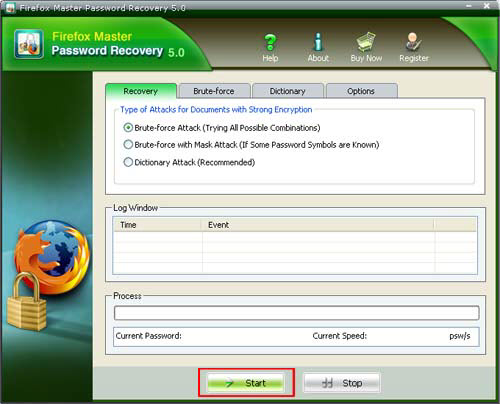 Firefox Master Password Recovery 5.0
Firefox Master
Password Recovery 5.0
Help
About
Buy Now
Register
Recovery
Brute-force
Dictionary
Options
Type of Attacks for Documents with Strong Encryption
Brute-force Attack (Trying All Possible Combinations)
Brute-force with Mask Attack (If Some Password Symbols are Known)
Dictionary Attack (Recommended)
Log Window
Time
Event
Process
Current Password:
Current Speed:
psw/s
Start
Stop